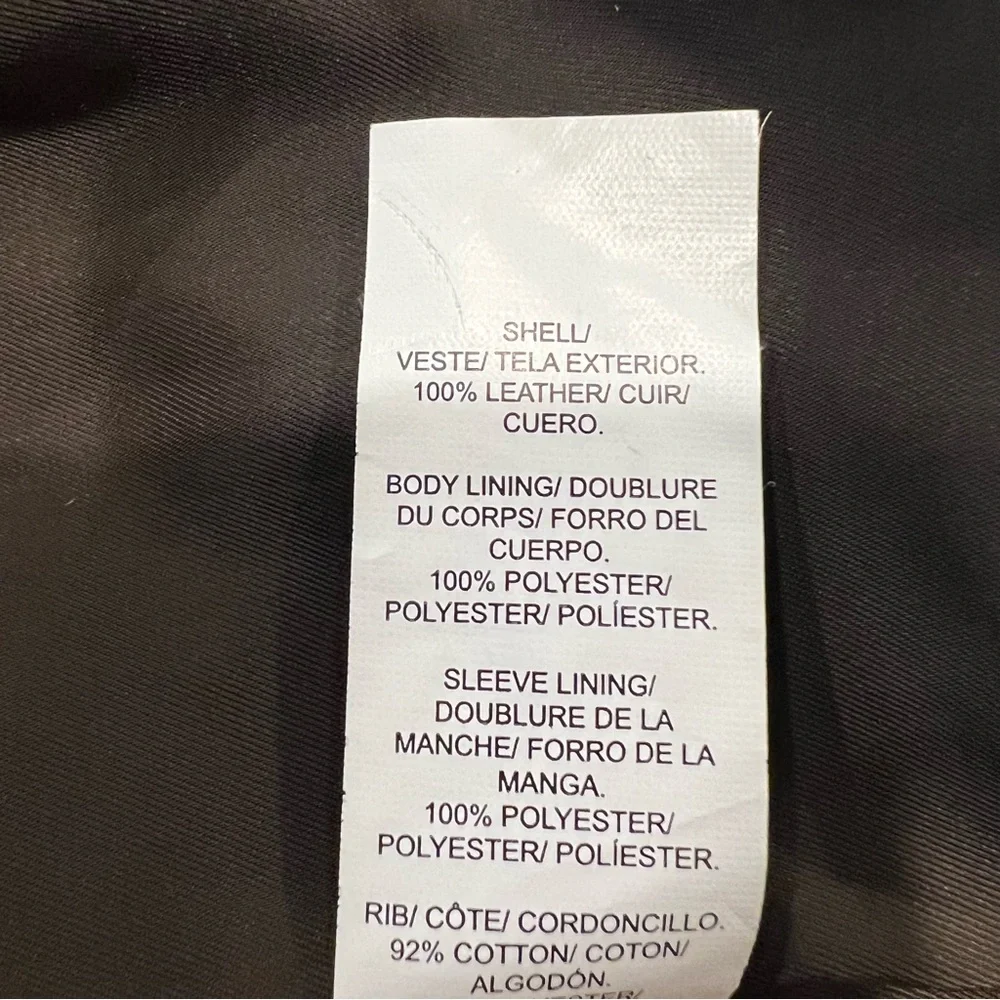 SHELL/
VESTE/ TELA EXTERIOR.
100% LEATHER/ CUIR/
CUERO.
BODY LINING/ DOUBLURE
DU CORPS/ FORRO DEL
CUERPO.
100% POLYESTER/
POLYESTER/ POLÍESTER.
SLEEVE LINING/
DOUBLURE DE LA
MANCHE/ FORRO DE LA
MANGA.
100% POLYESTER/
POLYESTER/ POLÍESTER.
RIB/ CÔTE/ CORDONCILLO.
92% COTTON/ COTON/
ALGODÓN.